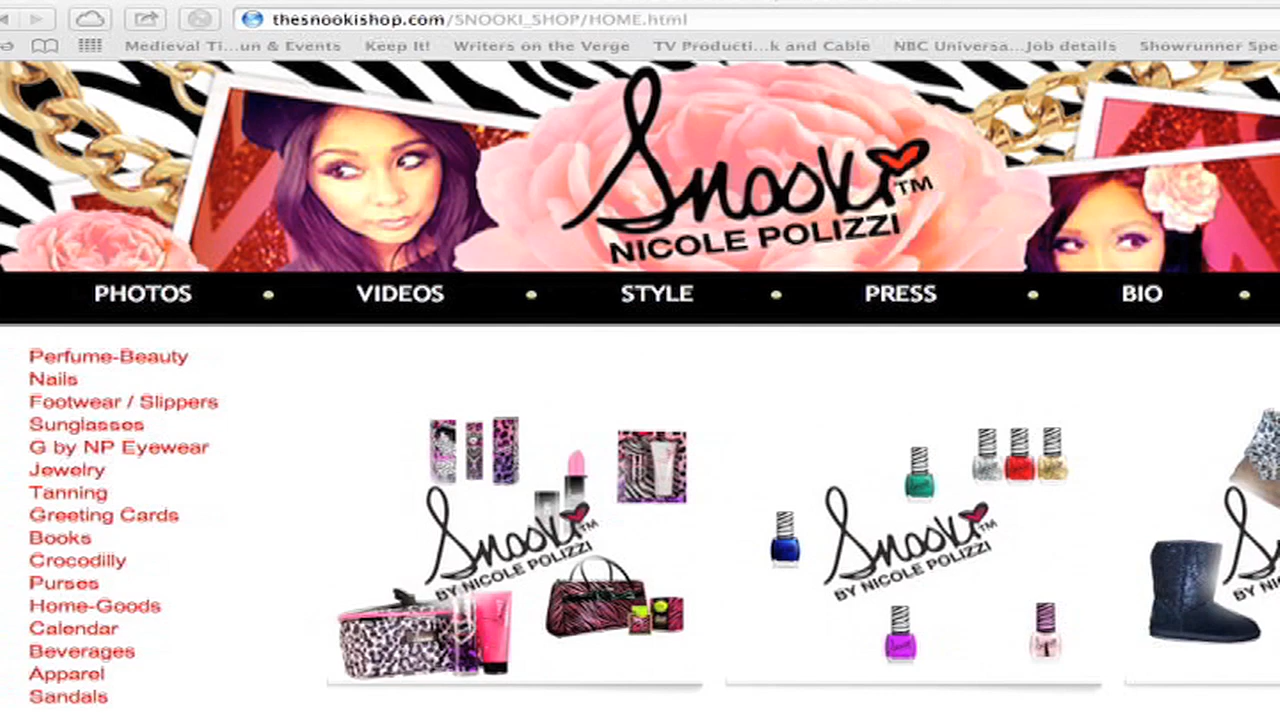 thesnookishop.com/SNOOKI_SHOP/HOME.html
Medieval Ti...un & Events Keep It! Writers on the Verge TV Producti...k and Cable NBC Universa...Job details Showrunner Spe
Snooki™
NICOLE POLIZZI
PHOTOS • VIDEOS • STYLE • PRESS • BIO •
Perfume-Beauty
Nails
Footwear / Slippers
Sunglasses
G by NP Eyewear
Jewelry
Tanning
Greeting Cards
Books
Crocodilly
Purses
Home-Goods
Calendar
Beverages
Apparel
Sandals
Snooki™
BY NICOLE POLIZZI
Snooki™
BY NICOLE POLIZZI